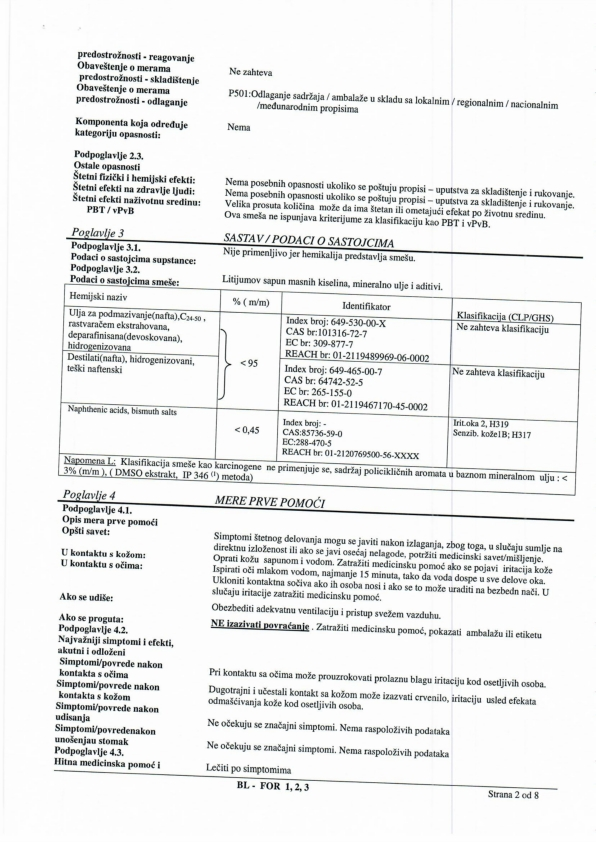 predostrožnosti - reagovanje
Obaveštenje o merama
predostrožnosti - skladištenje
Ne zahteva
Obaveštenje o merama
predostrožnosti - odlaganje
P501:Odlaganje sadržaja / ambalaže u skladu sa lokalnim / regionalnim / nacionalnim
/međunarodnim propisima
Komponenta koja određuje
kategoriju opasnosti:
Nema
Podpoglavlje 2.3.
Ostale opasnosti
Štetni fizički i hemijski efekti:
Nema posebnih opasnosti ukoliko se poštuju propisi – uputstva za skladištenje i rukovanje.
Štetni efekti na zdravlje ljudi:
Nema posebnih opasnosti ukoliko se poštuju propisi – uputstva za skladištenje i rukovanje.
Štetni efekti naživotnu sredinu:
Velika prosuta količina može da ima štetan ili ometajući efekat po životnu sredinu.
PBT / vPvB
Ova smeša ne ispunjava kriterijume za klasifikaciju kao PBT i vPvB.
Poglavlje 3
SASTAV / PODACI O SASTOJCIMA
Podpoglavlje 3.1.
Podaci o sastojcima supstance:
Nije primenljivo jer hemikalija predstavlja smešu.
Podpoglavlje 3.2.
Podaci o sastojcima smeše:
Litijumov sapun masnih kiselina, mineralno ulje i aditivi.
Hemijski naziv
% ( m/m)
Identifikator
Klasifikacija (CLP/GHS)
Ulja za podmazivanje(nafta),C24-50 ,
rastvaračem ekstrahovana,
deparafinisana(devoskovana),
hidrogenizovana
Index broj: 649-530-00-X
CAS br:101316-72-7
EC br: 309-877-7
REACH br: 01-2119489969-06-0002
Ne zahteva klasifikaciju
< 95
Destilati(nafta), hidrogenizovani,
teški naftenski
Index broj: 649-465-00-7
CAS br: 64742-52-5
EC br: 265-155-0
REACH br: 01-2119467170-45-0002
Ne zahteva klasifikaciju
Naphthenic acids, bismuth salts
< 0,45
Index broj: -
CAS:85736-59-0
EC:288-470-5
REACH br: 01-2120769500-56-XXXX
Irit.oka 2, H319
Senzib. kože1B; H317
Napomena L: Klasifikacija smeše kao karcinogene ne primenjuje se, sadržaj policikličnih aromata u baznom mineralnom ulju : <
3% (m/m ), ( DMSO ekstrakt, IP 346 (1) metoda)
Poglavlje 4
MERE PRVE POMOĆI
Podpoglavlje 4.1.
Opis mera prve pomoći
Opšti savet:
Simptomi štetnog delovanja mogu se javiti nakon izlaganja, zbog toga, u slučaju sumlje na
direktnu izloženost ili ako se javi osećaj nelagode, potržiti medicinski savet/mišljenje.
U kontaktu s kožom:
Oprati kožu sapunom i vodom. Zatražiti medicinsku pomoć ako se pojavi iritacija kože
U kontaktu s očima:
Ispirati oči mlakom vodom, najmanje 15 minuta, tako da voda dospe u sve delove oka.
Ukloniti kontaktna sočiva ako ih osoba nosi i ako se to može uraditi na bezbedn nači. U
slučaju iritacije zatražiti medicinsku pomoć.
Ako se udiše:
Obezbediti adekvatnu ventilaciju i pristup svežem vazduhu.
Ako se proguta:
NE izazivati povraćanje . Zatražiti medicinsku pomoć, pokazati ambalažu ili etiketu
Podpoglavlje 4.2.
Najvažniji simptomi i efekti,
akutni i odloženi
Simptomi/povrede nakon
kontakta s očima
Pri kontaktu sa očima može prouzrokovati prolaznu blagu iritaciju kod osetljivih osoba.
Simptomi/povrede nakon
kontakta s kožom
Dugotrajni i učestali kontakt sa kožom može izazvati crvenilo, iritaciju usled efekata
odmašćivanja kože kod osetljivih osoba.
Simptomi/povrede nakon
udisanja
Ne očekuju se značajni simptomi. Nema raspoloživih podataka
Simptomi/povredenakon
unošenjau stomak
Ne očekuju se značajni simptomi. Nema raspoloživih podataka
Podpoglavlje 4.3.
Hitna medicinska pomoć i
Lečiti po simptomima
BL - FOR 1, 2, 3
Strana 2 od 8